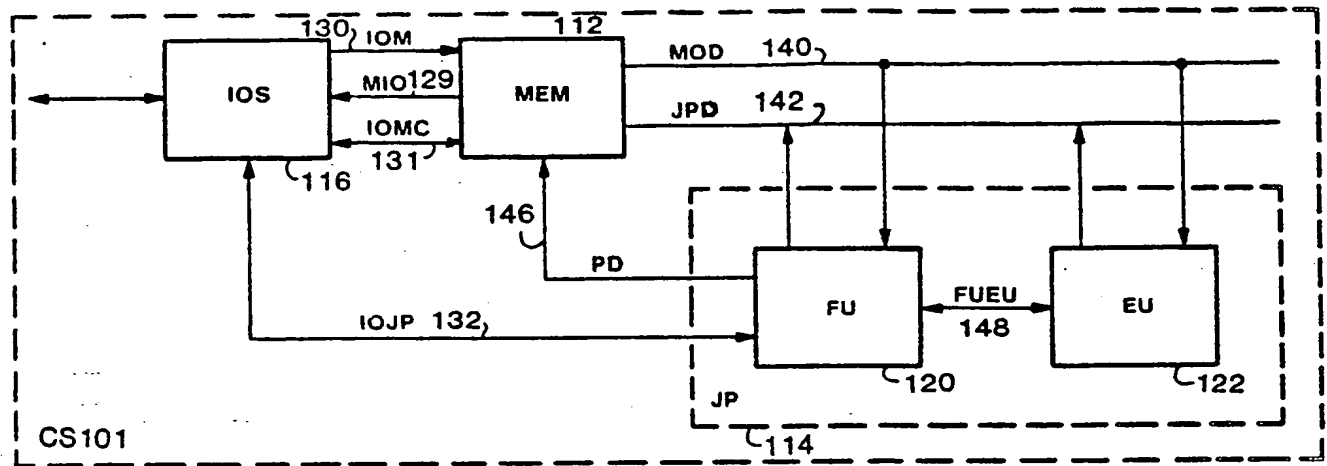 130 IOM
112
MOD 140
IOS
MIO 129
MEM
JPD 142
IOMC
131
116
146
PD
FU
FUEU
148
EU
IOJP 132
120
122
JP
CS101
114